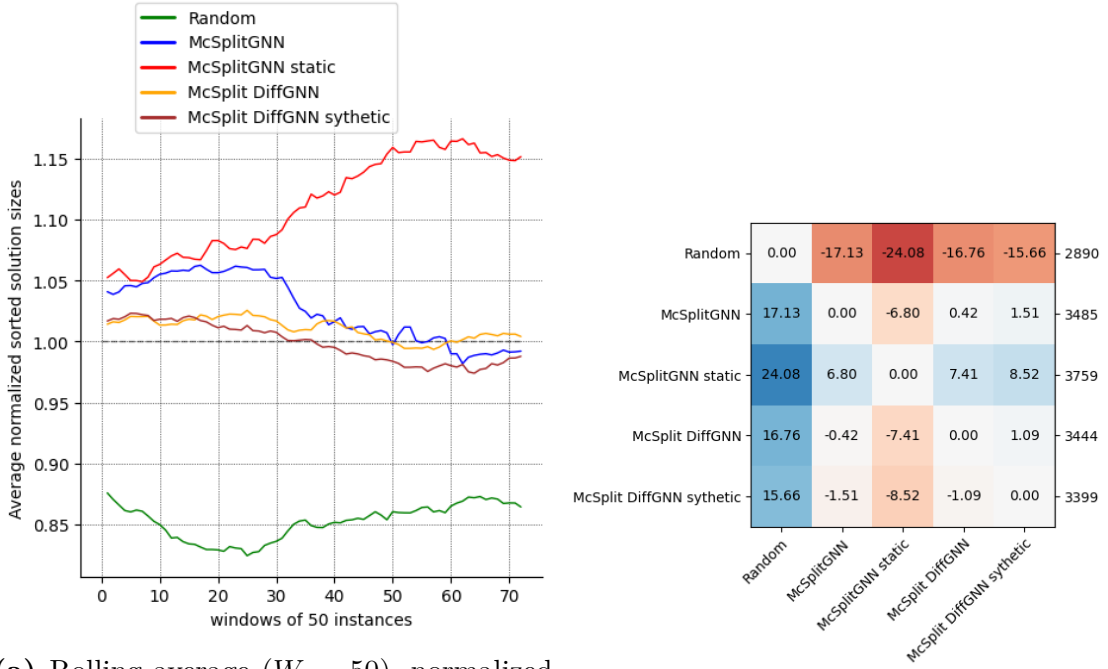 Random
McSplitGNN
McSplitGNN static
McSplit DiffGNN
McSplit DiffGNN sythetic
Average normalized sorted solution sizes
1.15
1.10
1.05
1.00
0.95
0.90
0.85
0 10 20 30 40 50 60 70
windows of 50 instances
Random 0.00 -17.13 -24.08 -16.76 -15.66 2890
McSplitGNN 17.13 0.00 -6.80 0.42 1.51 3485
McSplitGNN static 24.08 6.80 0.00 7.41 8.52 3759
McSplit DiffGNN 16.76 -0.42 -7.41 0.00 1.09 3444
McSplit DiffGNN sythetic 15.66 -1.51 -8.52 -1.09 0.00 3399
Random
McSplitGNN
McSplitGNN static
McSplit DiffGNN
McSplit DiffGNN sythetic
(a) Rolling average (W = 50), normalized